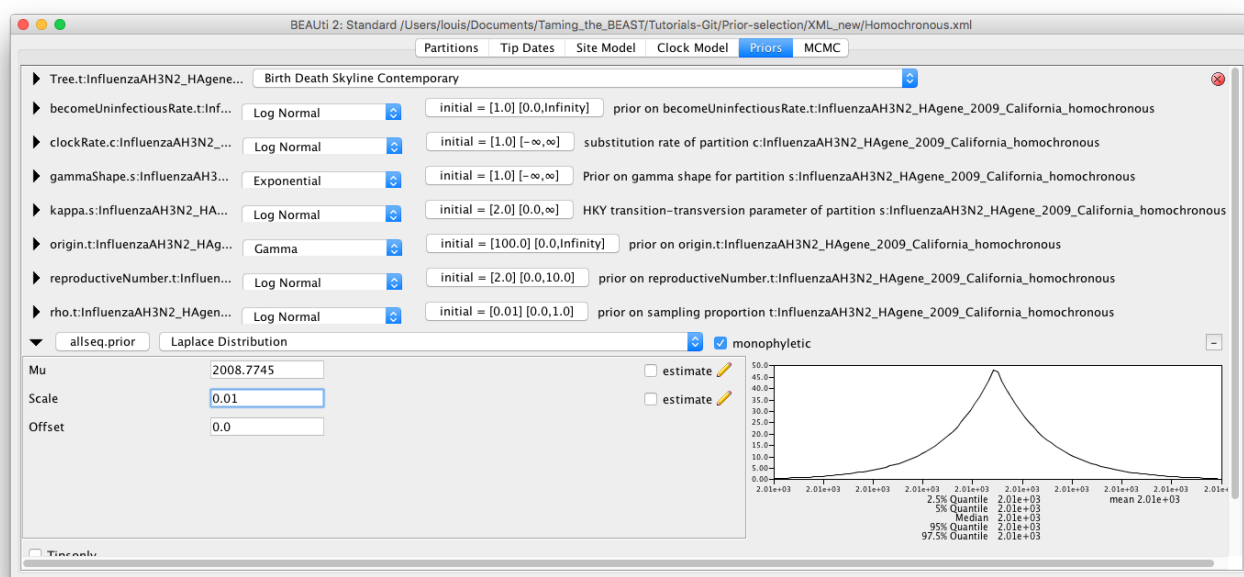 BEAUti 2: Standard /Users/louis/Documents/Taming_the_BEAST/Tutorials-Git/Prior-selection/XML_new/Homochronous.xml
Partitions Tip Dates Site Model Clock Model Priors MCMC
Tree.t:InfluenzaAH3N2_HAgene... Birth Death Skyline Contemporary
becomeUninfectiousRate.t:Inf... Log Normal initial = [1.0] [0.0,Infinity] prior on becomeUninfectiousRate.t:InfluenzaAH3N2_HAgene_2009_California_homochronous
clockRate.c:InfluenzaAH3N2_... Log Normal initial = [1.0] [-∞,∞] substitution rate of partition c:InfluenzaAH3N2_HAgene_2009_California_homochronous
gammaShape.s:InfluenzaAH3... Exponential initial = [1.0] [-∞,∞] Prior on gamma shape for partition s:InfluenzaAH3N2_HAgene_2009_California_homochronous
kappa.s:InfluenzaAH3N2_HA... Log Normal initial = [2.0] [0.0,∞] HKY transition-transversion parameter of partition s:InfluenzaAH3N2_HAgene_2009_California_homochronous
origin.t:InfluenzaAH3N2_HAg... Gamma initial = [100.0] [0.0,Infinity] prior on origin.t:InfluenzaAH3N2_HAgene_2009_California_homochronous
reproductiveNumber.t:Influen... Log Normal initial = [2.0] [0.0,10.0] prior on reproductiveNumber.t:InfluenzaAH3N2_HAgene_2009_California_homochronous
rho.t:InfluenzaAH3N2_HAgen... Log Normal initial = [0.01] [0.0,1.0] prior on sampling proportion t:InfluenzaAH3N2_HAgene_2009_California_homochronous
allseq.prior Laplace Distribution monophyletic
Mu 2008.7745 estimate
Scale 0.01 estimate
Offset 0.0
50.0
45.0
40.0
35.0
30.0
25.0
20.0
15.0
10.0
5.00
0.00
2.01e+03 2.01e+03 2.01e+03 2.01e+03 2.01e+03 2.01e+03 2.01e+03 2.01e+03 2.01e+03 2.01e+
2.5% Quantile 2.01e+03 mean 2.01e+03
5% Quantile 2.01e+03
Median 2.01e+03
95% Quantile 2.01e+03
97.5% Quantile 2.01e+03
Tipsonly